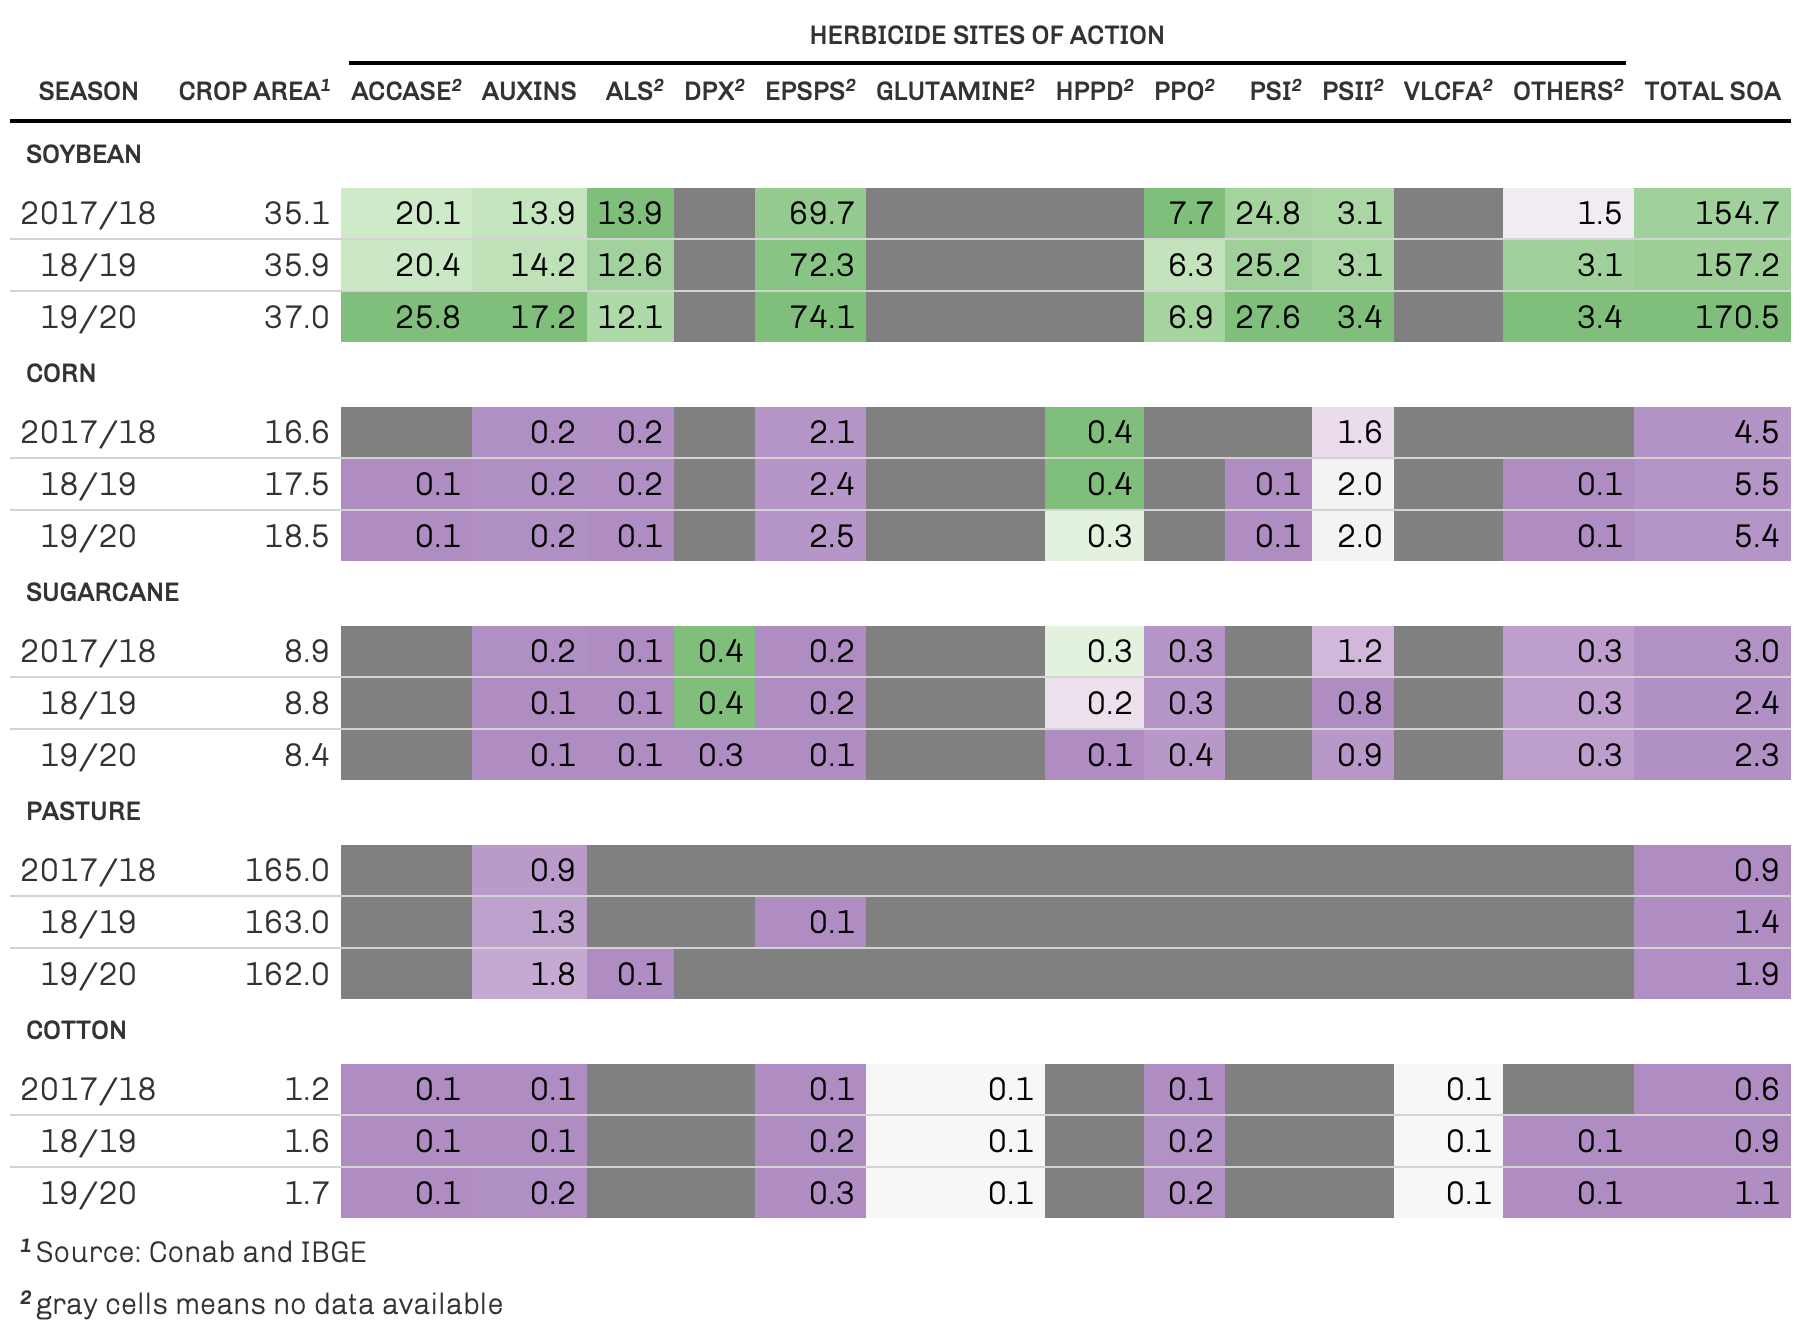 HERBICIDE SITES OF ACTION
SEASON CROP AREA¹ ACCASE² AUXINS ALS² DPX² EPSPS² GLUTAMINE² HPPD² PPO² PSI² PSII² VLCFA² OTHERS² TOTAL SOA
SOYBEAN
2017/18 35.1 20.1 13.9 13.9 69.7 7.7 24.8 3.1 1.5 154.7
18/19 35.9 20.4 14.2 12.6 72.3 6.3 25.2 3.1 3.1 157.2
19/20 37.0 25.8 17.2 12.1 74.1 6.9 27.6 3.4 3.4 170.5
CORN
2017/18 16.6 0.2 0.2 2.1 0.4 1.6 4.5
18/19 17.5 0.1 0.2 0.2 2.4 0.4 0.1 2.0 0.1 5.5
19/20 18.5 0.1 0.2 0.1 2.5 0.3 0.1 2.0 0.1 5.4
SUGARCANE
2017/18 8.9 0.2 0.1 0.4 0.2 0.3 0.3 1.2 0.3 3.0
18/19 8.8 0.1 0.1 0.4 0.2 0.2 0.3 0.8 0.3 2.4
19/20 8.4 0.1 0.1 0.3 0.1 0.1 0.4 0.9 0.3 2.3
PASTURE
2017/18 165.0 0.9 0.9
18/19 163.0 1.3 0.1 1.4
19/20 162.0 1.8 0.1 1.9
COTTON
2017/18 1.2 0.1 0.1 0.1 0.1 0.1 0.1 0.6
18/19 1.6 0.1 0.1 0.2 0.1 0.2 0.1 0.1 0.9
19/20 1.7 0.1 0.2 0.3 0.1 0.2 0.1 0.1 1.1
¹ Source: Conab and IBGE
² gray cells means no data available